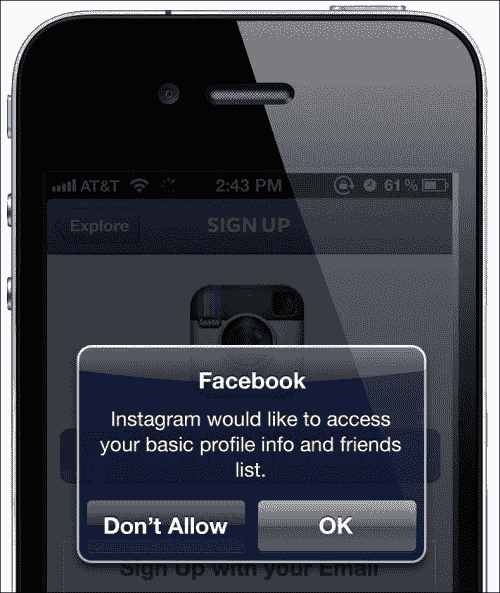 AT&T 2:43 PM 61%
Explore SIGN UP
Facebook
Instagram would like to access
your basic profile info and friends
list.
Don't Allow OK
Sign Up with your Email